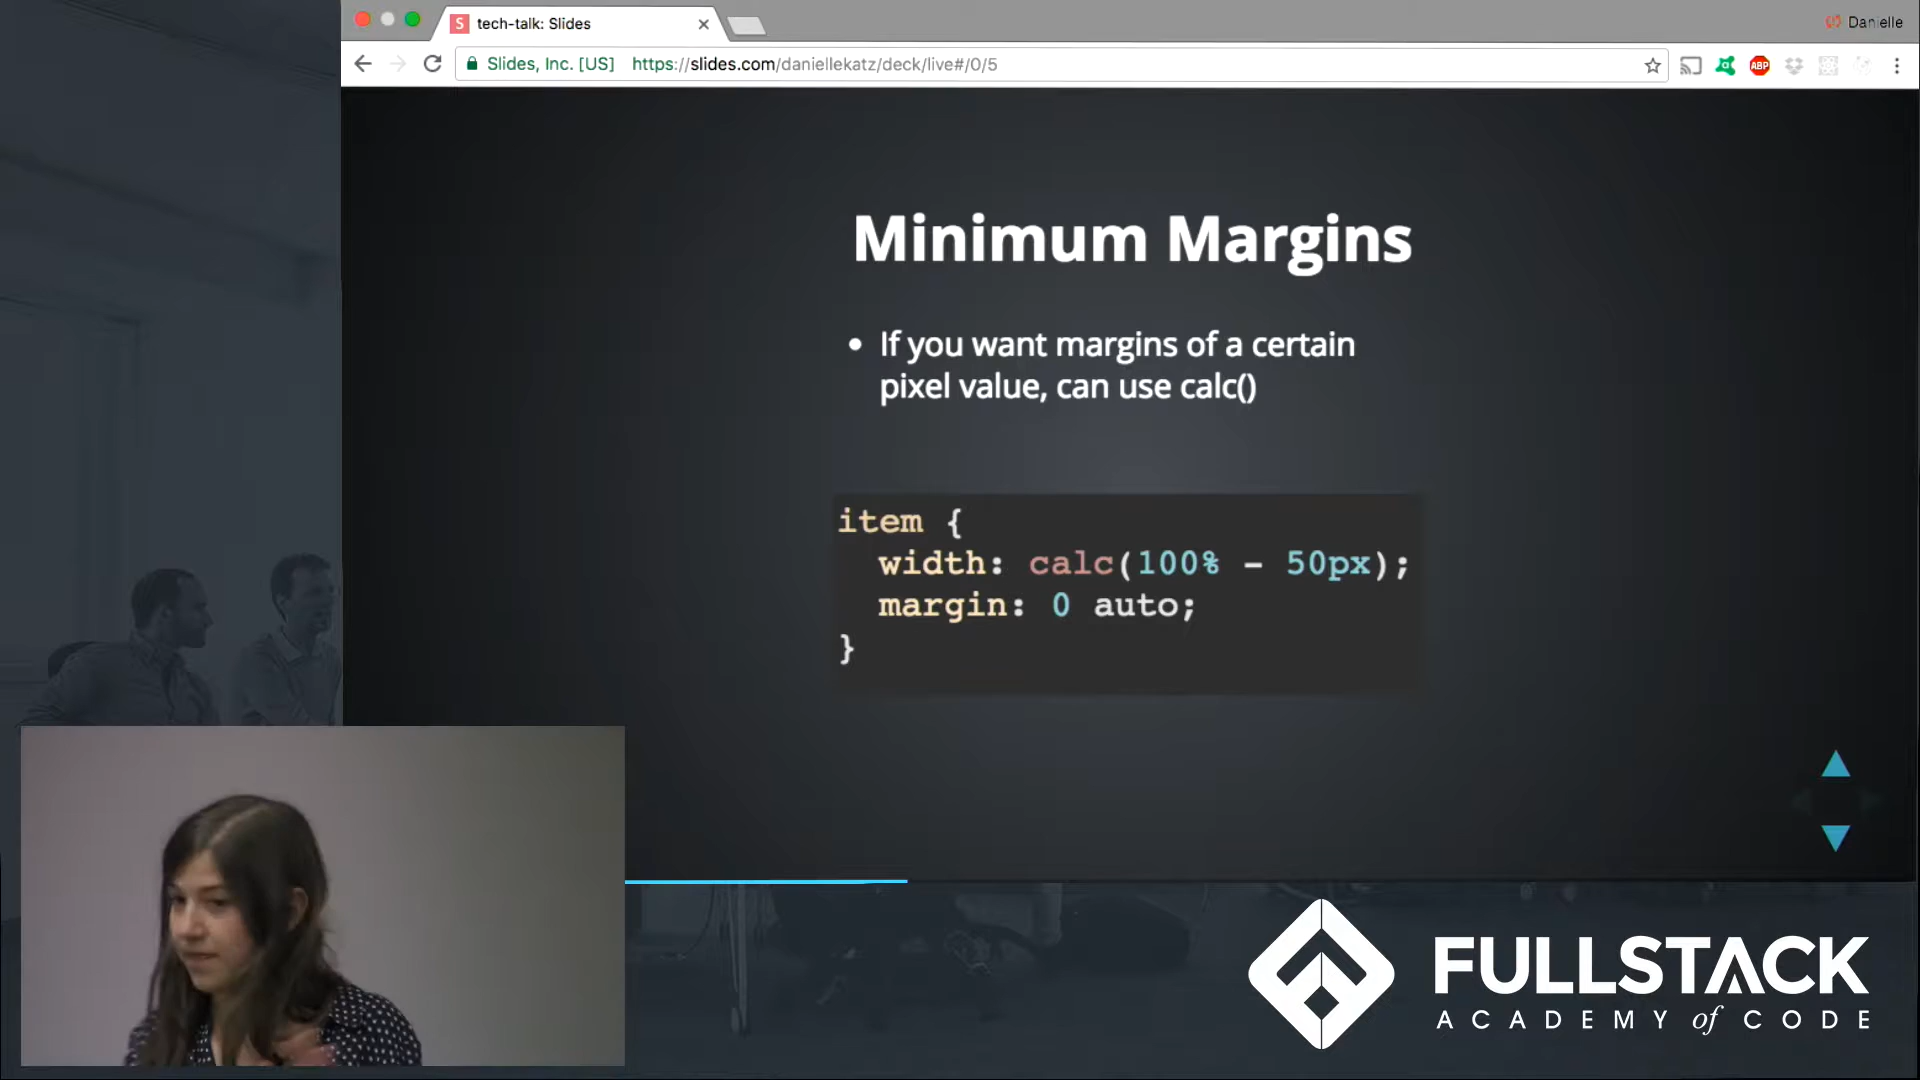 tech-talk: Slides
Danielle
Slides, Inc. [US] https://slides.com/daniellekatz/deck/live#/0/5
ABP
Minimum Margins
• If you want margins of a certain
pixel value, can use calc()
item {
width: calc(100% - 50px);
margin: 0 auto;
}
FULLSTACK
ACADEMY of CODE